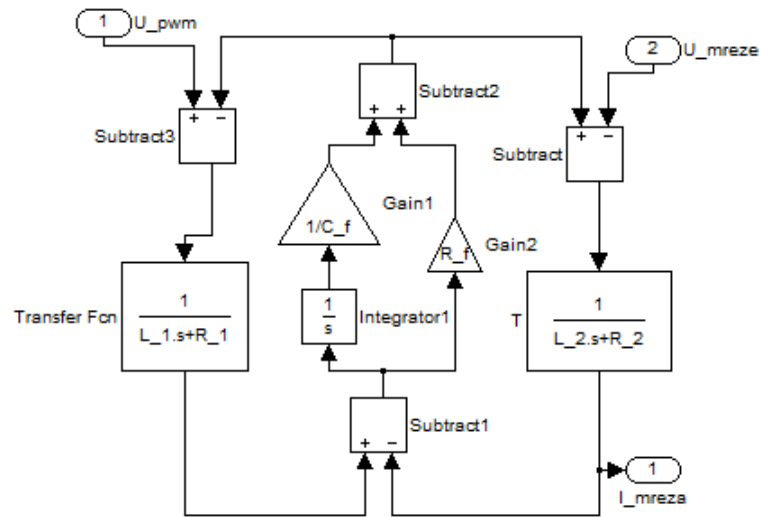 1
U_pwm
2
U_mreze
Subtract2
+ +
+ −
Subtract3
+ −
Subtract
Gain1
1/C_f
Gain2
R_f
Transfer Fcn
1
L_1.s+R_1
1
s
Integrator1
T
1
L_2.s+R_2
Subtract1
+ −
1
I_mreza